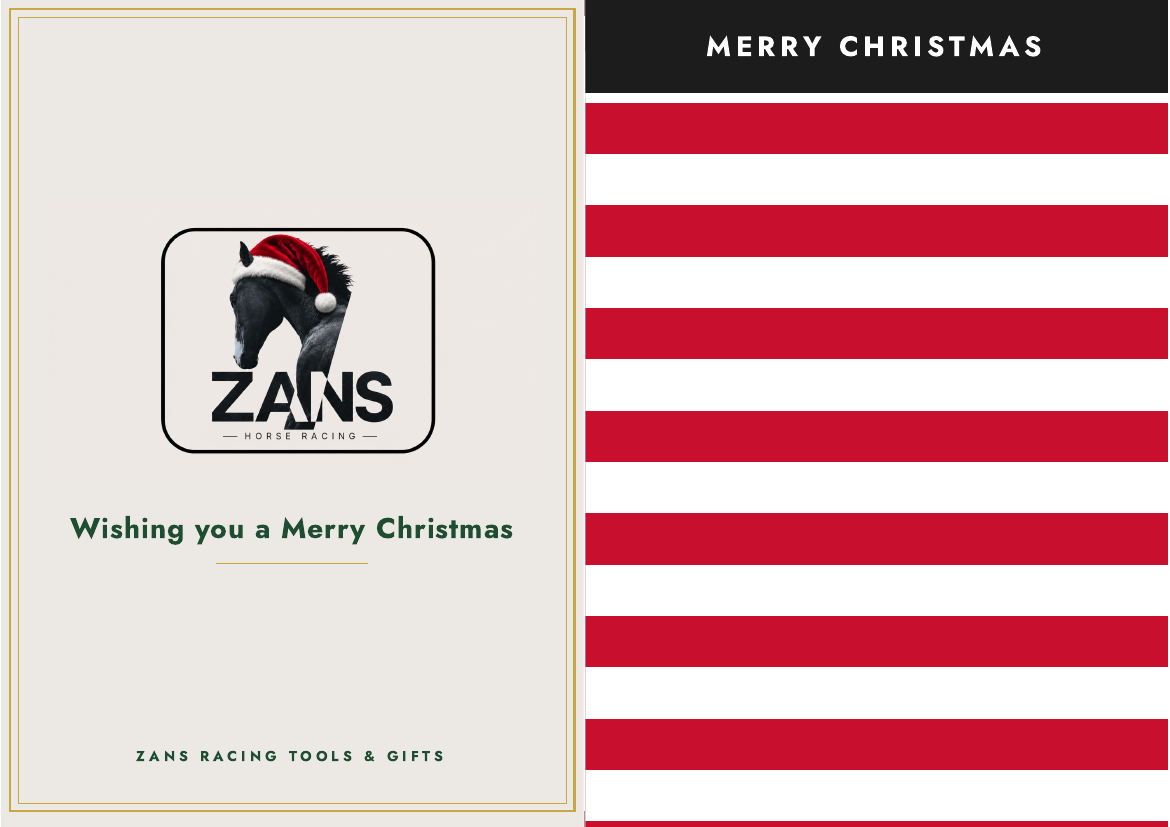 ZANS
HORSE RACING
Wishing you a Merry Christmas
ZANS RACING TOOLS & GIFTS
MERRY CHRISTMAS